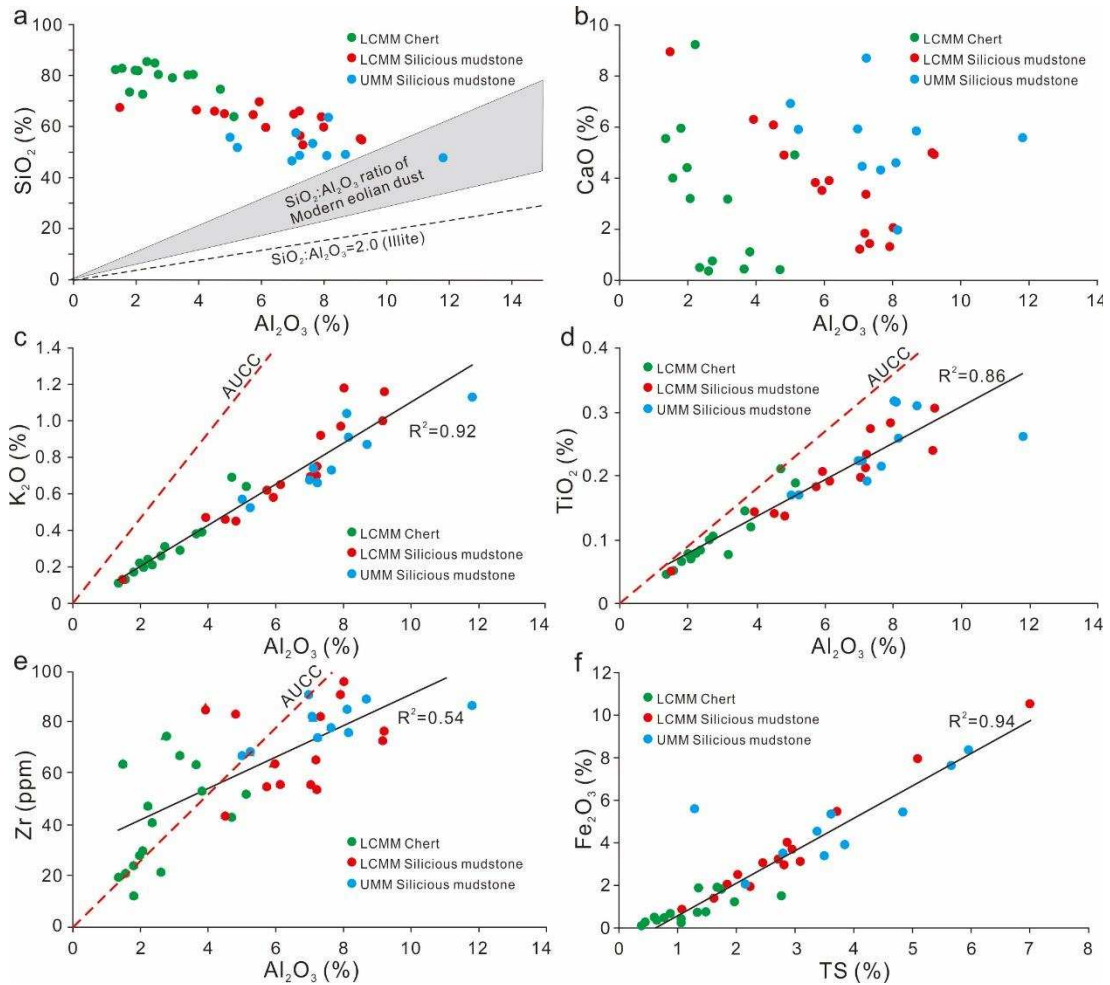 a
100
80
60
40
20
0
SiO₂ (%)
LCMM Chert
LCMM Silicious mudstone
UMM Silicious mudstone
SiO₂:Al₂O₃ ratio of
Modern eolian dust
SiO₂:Al₂O₃=2.0 (Illite)
2 4 6 8 10 12 14
Al₂O₃ (%)
b
10
8
6
4
2
0
CaO (%)
LCMM Chert
LCMM Silicious mudstone
UMM Silicious mudstone
0 2 4 6 8 10 12 14
Al₂O₃ (%)
c
1.4
1.2
1.0
0.8
0.6
0.4
0.2
0
K₂O (%)
AUCC
R²=0.92
LCMM Chert
LCMM Silicious mudstone
UMM Silicious mudstone
0 2 4 6 8 10 12 14
Al₂O₃ (%)
d
0.4
0.3
0.2
0.1
0
TiO₂ (%)
LCMM Chert
LCMM Silicious mudstone
UMM Silicious mudstone
AUCC
R²=0.86
0 2 4 6 8 10 12 14
Al₂O₃ (%)
e
100
80
60
40
20
0
Zr (ppm)
AUCC
R²=0.54
LCMM Chert
LCMM Silicious mudstone
UMM Silicious mudstone
0 2 4 6 8 10 12 14
Al₂O₃ (%)
f
12
10
8
6
4
2
0
Fe₂O₃ (%)
LCMM Chert
LCMM Silicious mudstone
UMM Silicious mudstone
R²=0.94
0 1 2 3 4 5 6 7 8
TS (%)